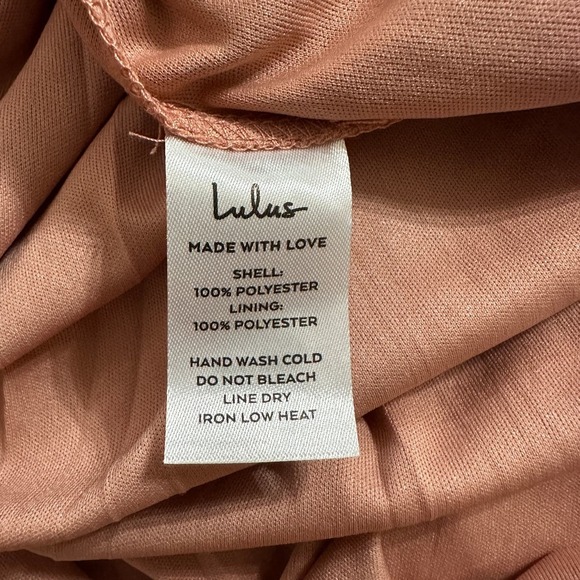 Lulus
MADE WITH LOVE
SHELL:
100% POLYESTER
LINING:
100% POLYESTER
HAND WASH COLD
DO NOT BLEACH
LINE DRY
IRON LOW HEAT